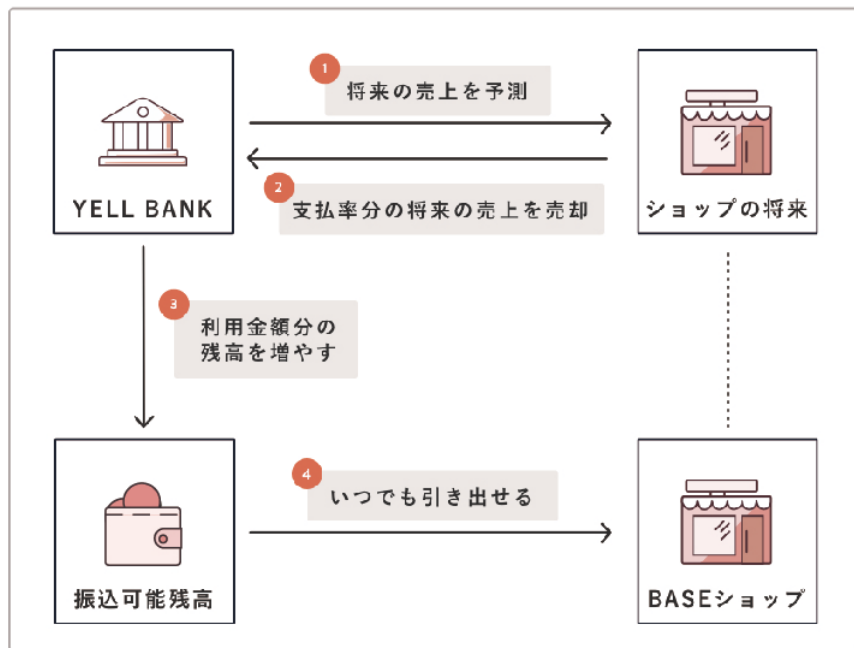 1
将来の売上を予測
2
支払率分の将来の売上を売却
YELL BANK
ショップの将来
3
利用金額分の
残高を増やす
4
いつでも引き出せる
振込可能残高
BASEショップ